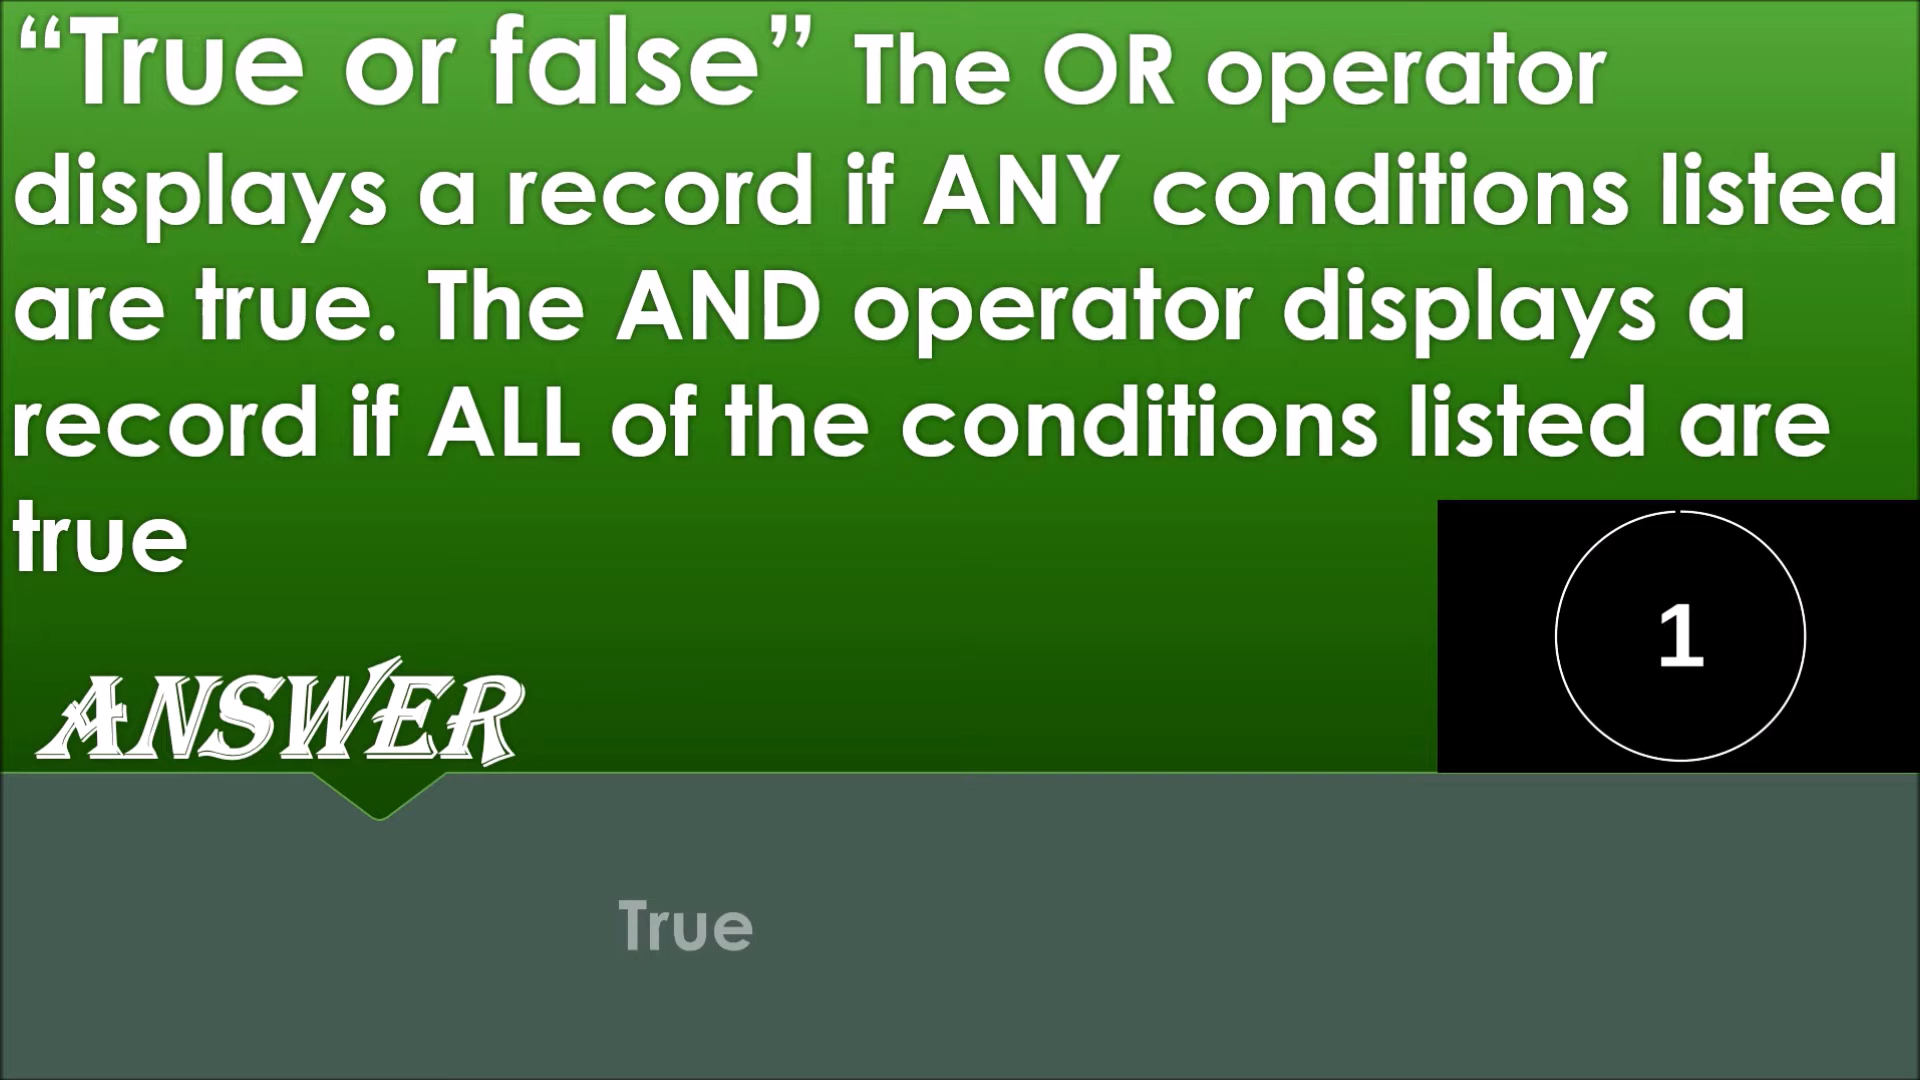 “True or false” The OR operator
displays a record if ANY conditions listed
are true. The AND operator displays a
record if ALL of the conditions listed are
true
1
ANSWER
True